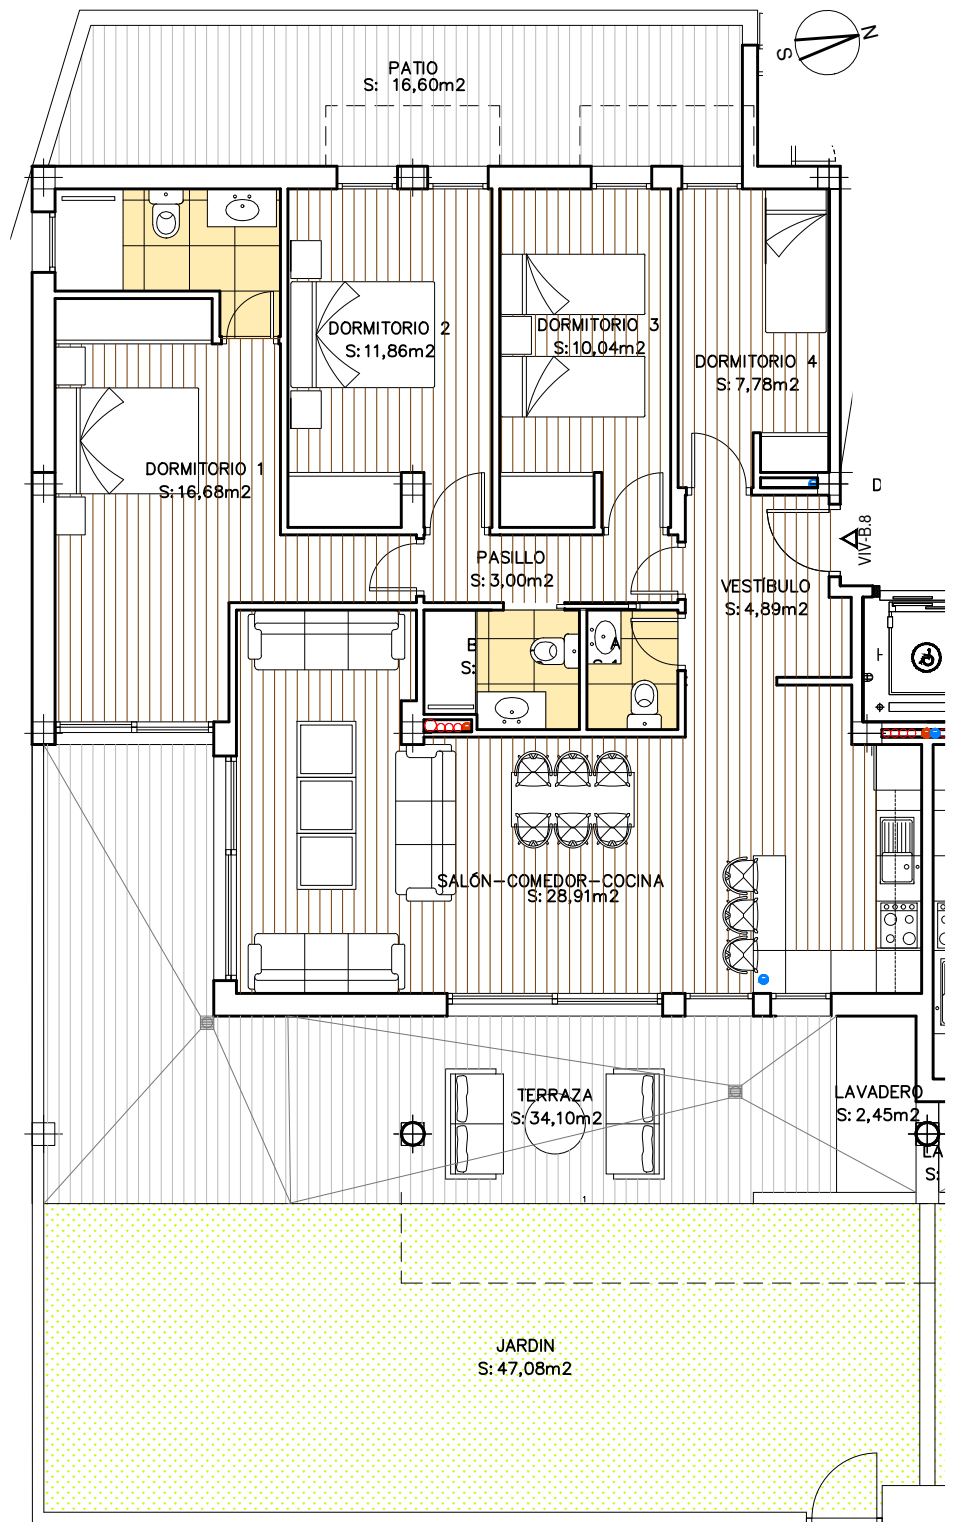 N
S
PATIO
S: 16,60m2
DORMITORIO 2
S: 11,86m2
DORMITORIO 3
S: 10,04m2
DORMITORIO 4
S: 7,78m2
DORMITORIO 1
S: 16,68m2
D
VIV-B.8
PASILLO
S: 3,00m2
VESTÍBULO
S: 4,89m2
B
S:
A
SALÓN-COMEDOR-COCINA
S: 28,91m2
TERRAZA
S: 34,10m2
LAVADERO
S: 2,45m2
LA
S:
1
JARDIN
S: 47,08m2